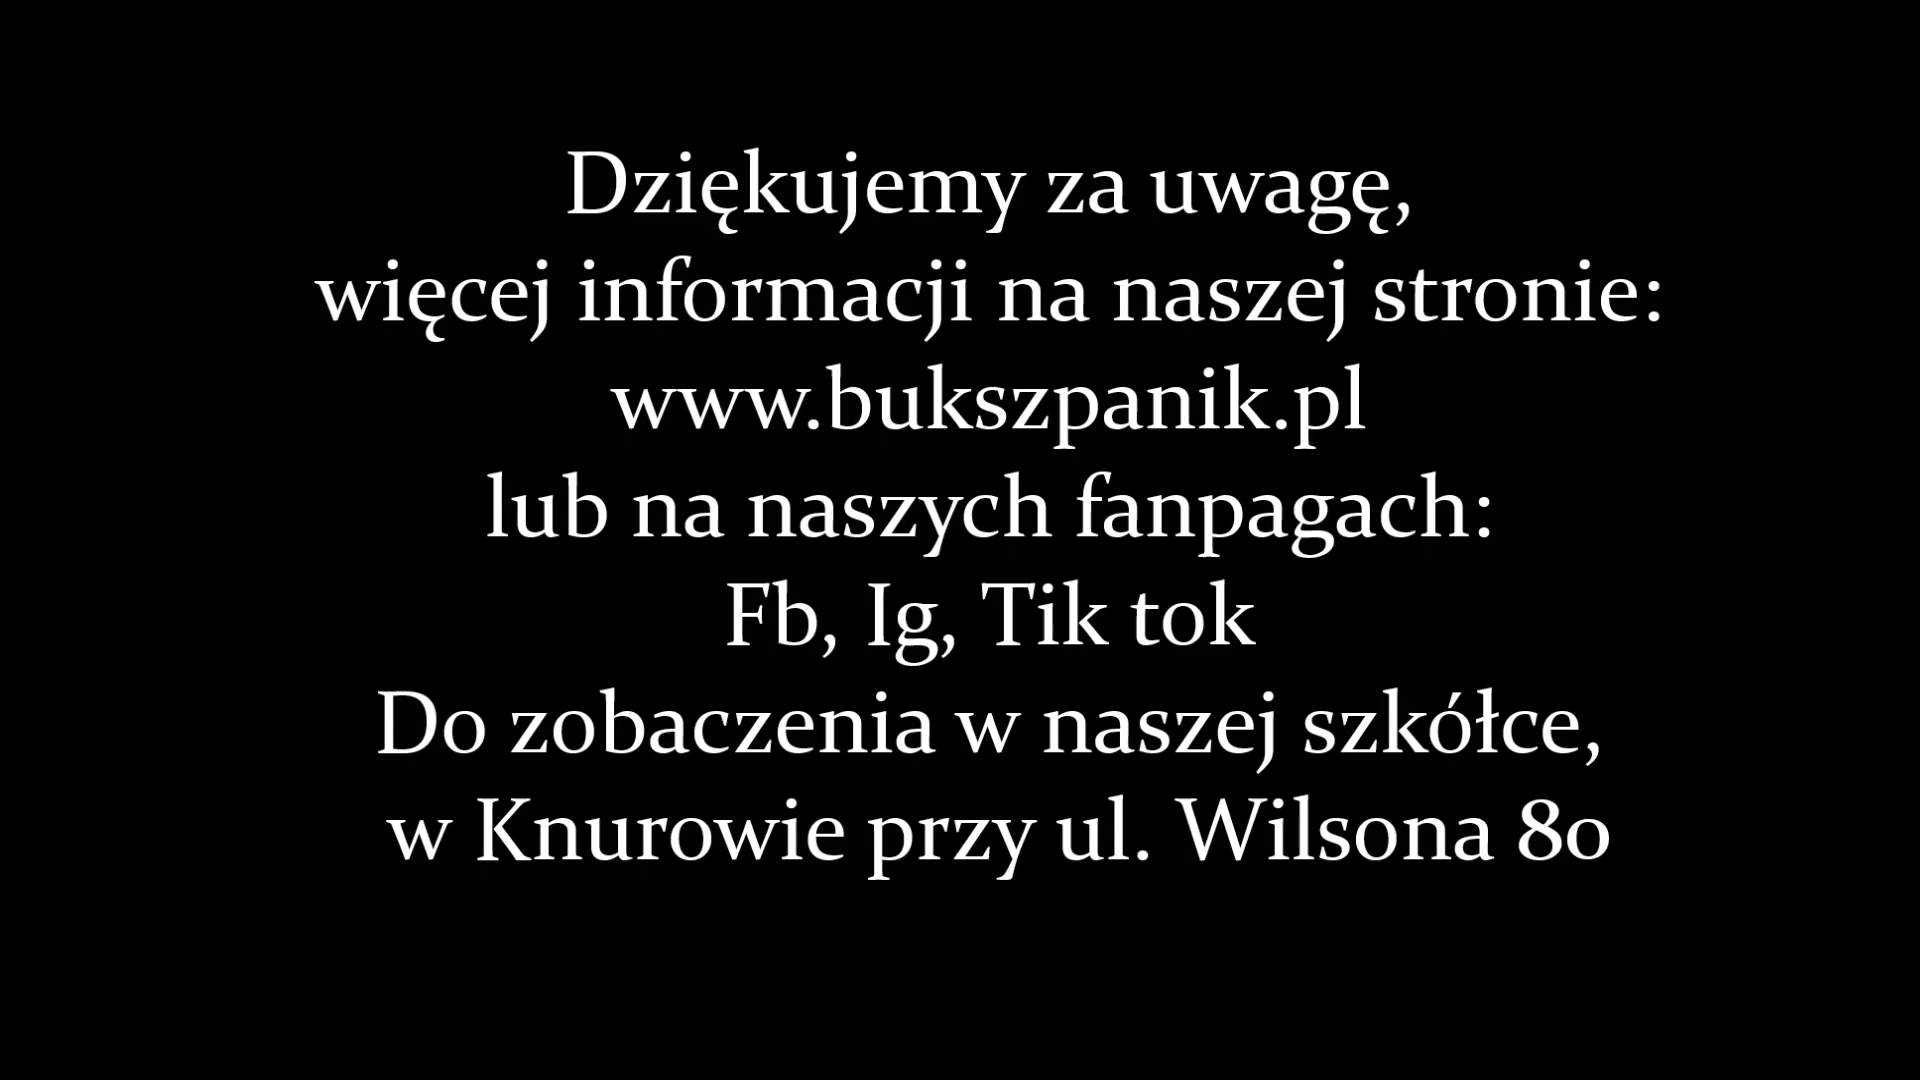 Dziękujemy za uwagę,
więcej informacji na naszej stronie:
www.bukszpanik.pl
lub na naszych fanpagach:
Fb, Ig, Tik tok
Do zobaczenia w naszej szkółce,
w Knurowie przy ul. Wilsona 80